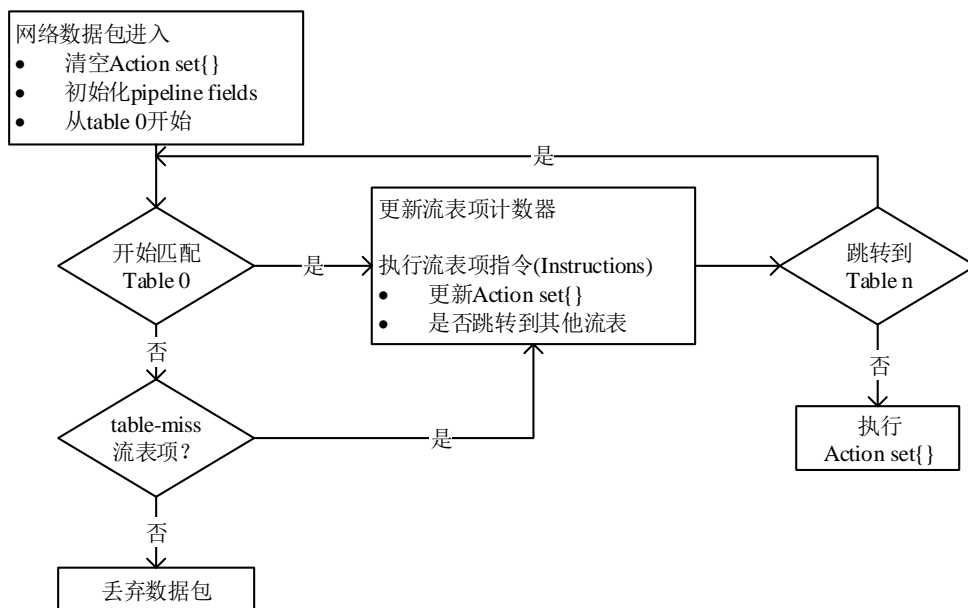 网络数据包进入
• 清空Action set{}
• 初始化pipeline fields
• 从table 0开始
是
更新流表项计数器
执行流表项指令(Instructions)
• 更新Action set{}
• 是否跳转到其他流表
开始匹配
Table 0
是
跳转到
Table n
否
否
table-miss
流表项？
是
执行
Action set{}
否
丢弃数据包